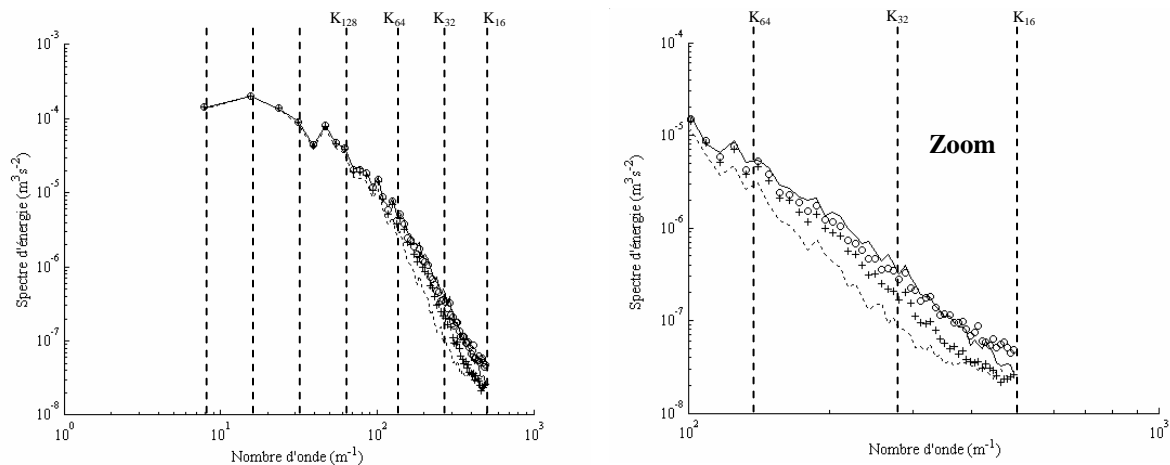 K128 K64 K32 K16
10^-3
10^-4
10^-5
10^-6
10^-7
10^-8
Spectre d'énergie (m^3s^-2)
10^0 10^1 10^2 10^3
Nombre d'onde (m^-1)
K64 K32 K16
10^-4
10^-5
10^-6
10^-7
10^-8
Zoom
Spectre d'énergie (m^3s^-2)
10^2 10^3
Nombre d'onde (m^-1)